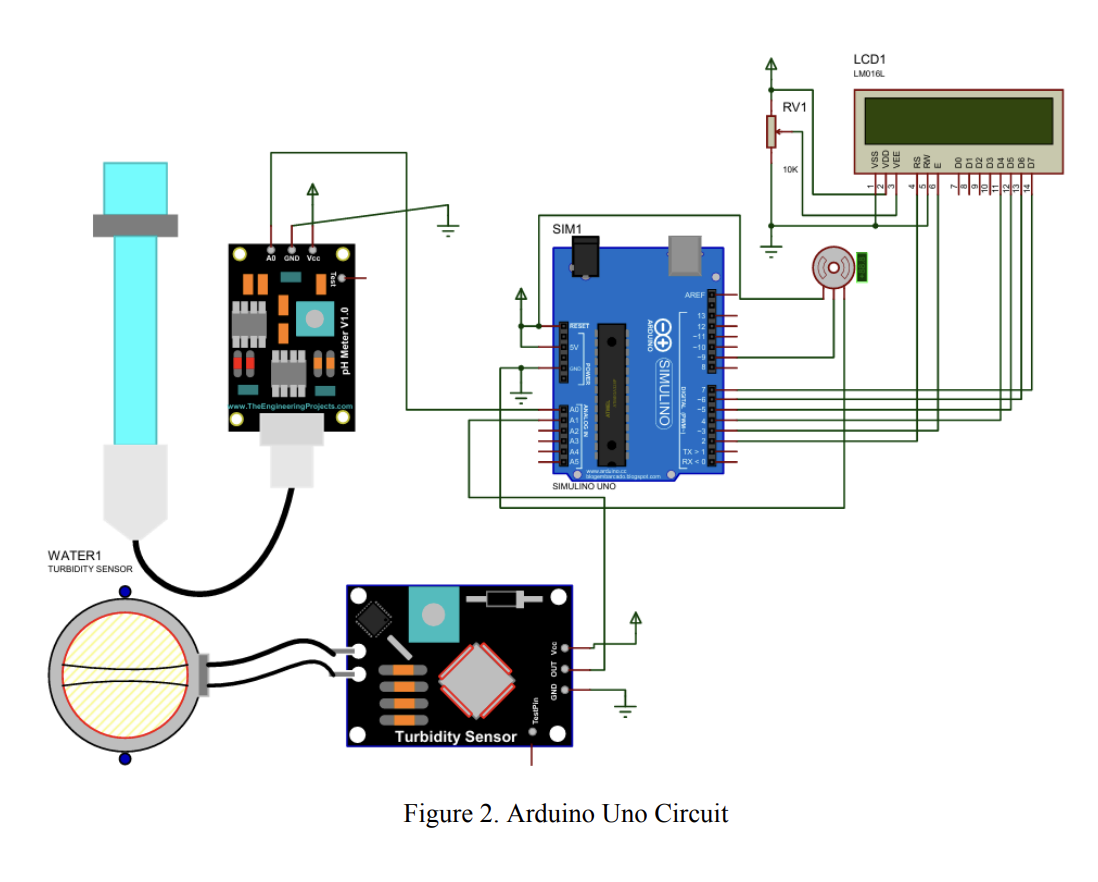 LCD1
LM016L
RV1
10K
VSS
VDD
VEE
RS
RW
E
D0
D1
D2
D3
D4
D5
D6
D7
1
2
3
4
5
6
7
8
9
10
11
12
13
14
A0 GND Vcc
Test
pH Meter V1.0
www.TheEngineeringProjects.com
SIM1
AREF
RESET
5V
GND
POWER
13
12
~11
~10
~9
8
ARDUINO
SIMULINO
A0
A1
A2
A3
A4
A5
ANALOG IN
ATMEL
DIGITAL (PWM~)
7
~6
~5
4
~3
2
TX > 1
RX < 0
www.arduino.cc
blogembarcado.blogspot.com
SIMULINO UNO
WATER1
TURBIDITY SENSOR
Vcc
OUT
GND
TestPin
Turbidity Sensor
Figure 2. Arduino Uno Circuit